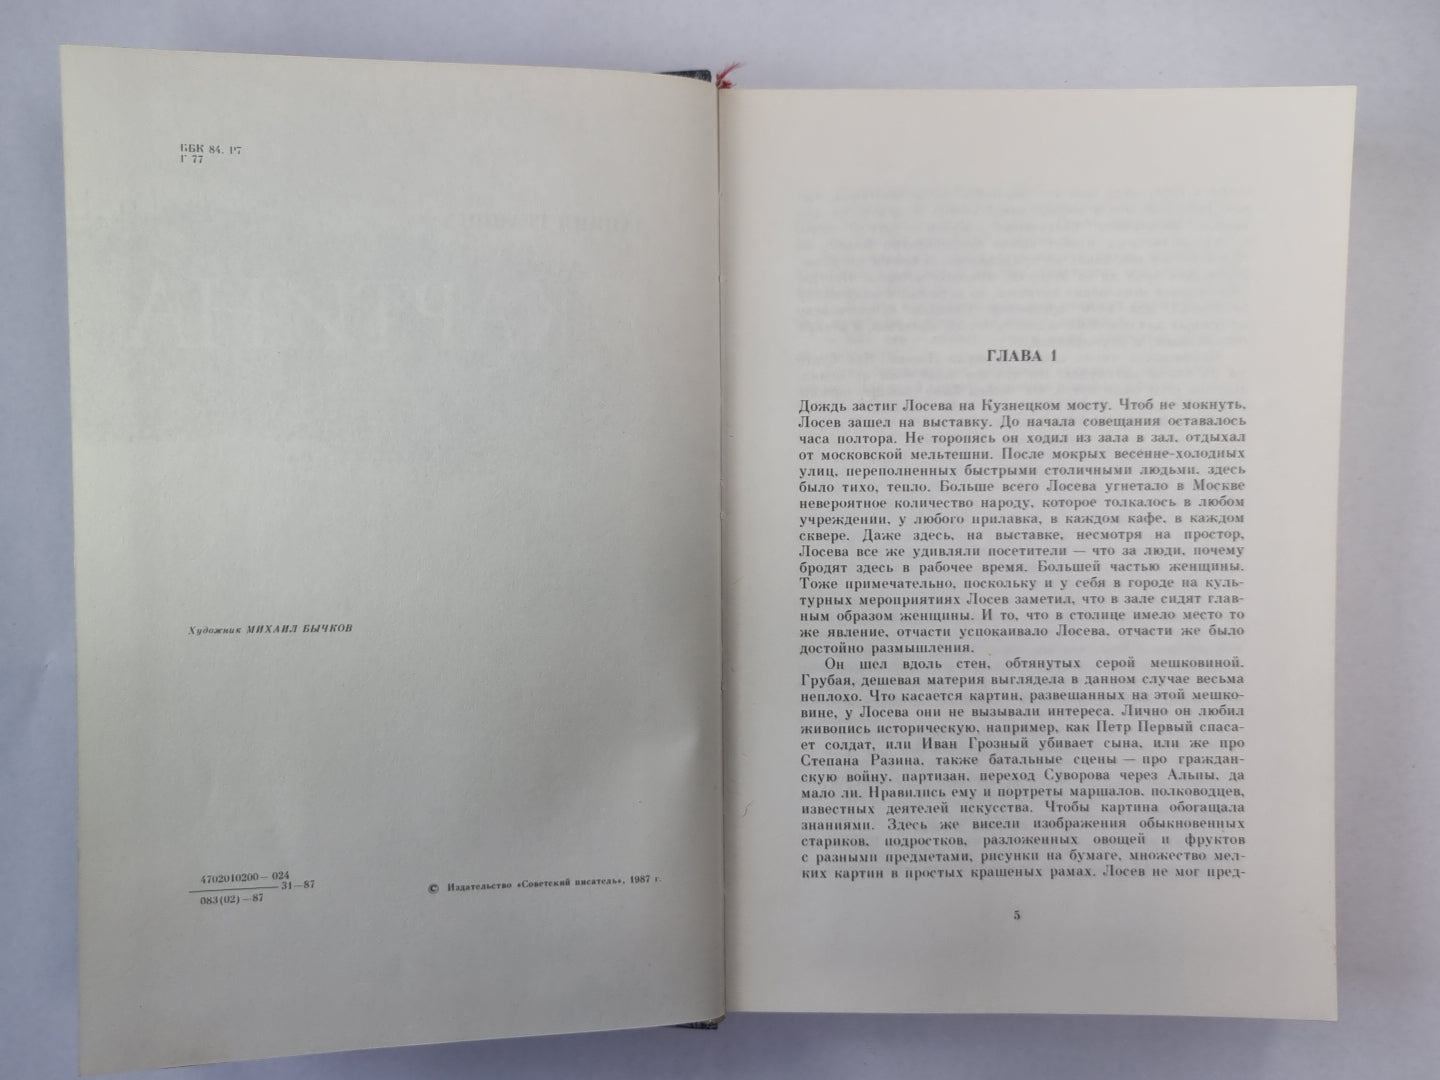 ББК 84. Р7
Г 77
Художник МИХАИЛ БЫЧКОВ
4702010200—024
31—87
083(02)—87
© Издательство «Советский писатель», 1987 г.
ГЛАВА 1
Дождь застиг Лосева на Кузнецком мосту. Чтоб не мокнуть,
Лосев зашел на выставку. До начала совещания оставалось
часа полтора. Не торопясь он ходил из зала в зал, отдыхал
от московской мельтешни. После мокрых весенне-холодных
улиц, переполненных быстрыми столичными людьми, здесь
было тихо, тепло. Больше всего Лосева угнетало в Москве
невероятное количество народу, которое толкалось в любом
учреждении, у любого прилавка, в каждом кафе, в каждом
сквере. Даже здесь, на выставке, несмотря на простор,
Лосева все же удивляли посетители — что за люди, почему
бродят здесь в рабочее время. Большей частью женщины.
Тоже примечательно, поскольку и у себя в городе на куль-
турных мероприятиях Лосев заметил, что в зале сидят глав-
ным образом женщины. И то, что в столице имело место то
же явление, отчасти успокаивало Лосева, отчасти же было
достойно размышления.
Он шел вдоль стен, обтянутых серой мешковиной.
Грубая, дешевая материя выглядела в данном случае весьма
неплохо. Что касается картин, развешанных на этой мешко-
вине, у Лосева они не вызывали интереса. Лично он любил
живопись историческую, например, как Петр Первый спаса-
ет солдат, или Иван Грозный убивает сына, или же про
Степана Разина, также батальные сцены — про граждан-
скую войну, партизан, переход Суворова через Альпы, да
мало ли. Нравились ему и портреты маршалов, полководцев,
известных деятелей искусства. Чтобы картина обогащала
знаниями. Здесь же висели изображения обыкновенных
стариков, подростков, разложенных овощей и фруктов
с разными предметами, рисунки на бумаге, множество мел-
ких картин в простых крашеных рамах. Лосев не мог пред-
5